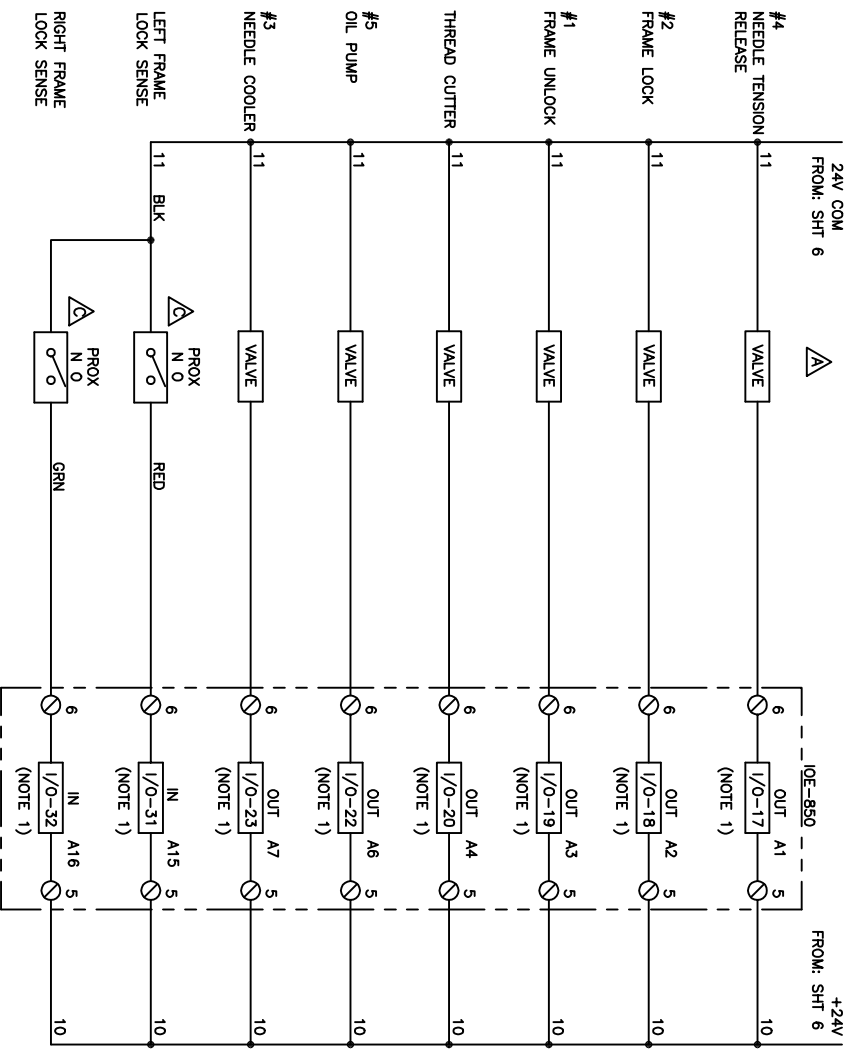 24V COM
FROM: SHT 6
A
IOE-850
+24V
FROM: SHT 6
#4
NEEDLE TENSION
RELEASE
11
VALVE
6
OUT
I/O-17
(NOTE 1)
A1
5
10
#2
FRAME LOCK
11
VALVE
6
OUT
I/O-18
(NOTE 1)
A2
5
10
#1
FRAME UNLOCK
11
VALVE
6
OUT
I/O-19
(NOTE 1)
A3
5
10
THREAD CUTTER
11
VALVE
6
OUT
I/O-20
(NOTE 1)
A4
5
10
#5
OIL PUMP
11
VALVE
6
OUT
I/O-22
(NOTE 1)
A6
5
10
#3
NEEDLE COOLER
11
VALVE
6
OUT
I/O-23
(NOTE 1)
A7
5
10
LEFT FRAME
LOCK SENSE
11
BLK
C
PROX
N O
RED
6
IN
I/O-31
(NOTE 1)
A15
5
10
RIGHT FRAME
LOCK SENSE
C
PROX
N O
GRN
6
IN
I/O-32
(NOTE 1)
A16
5
10